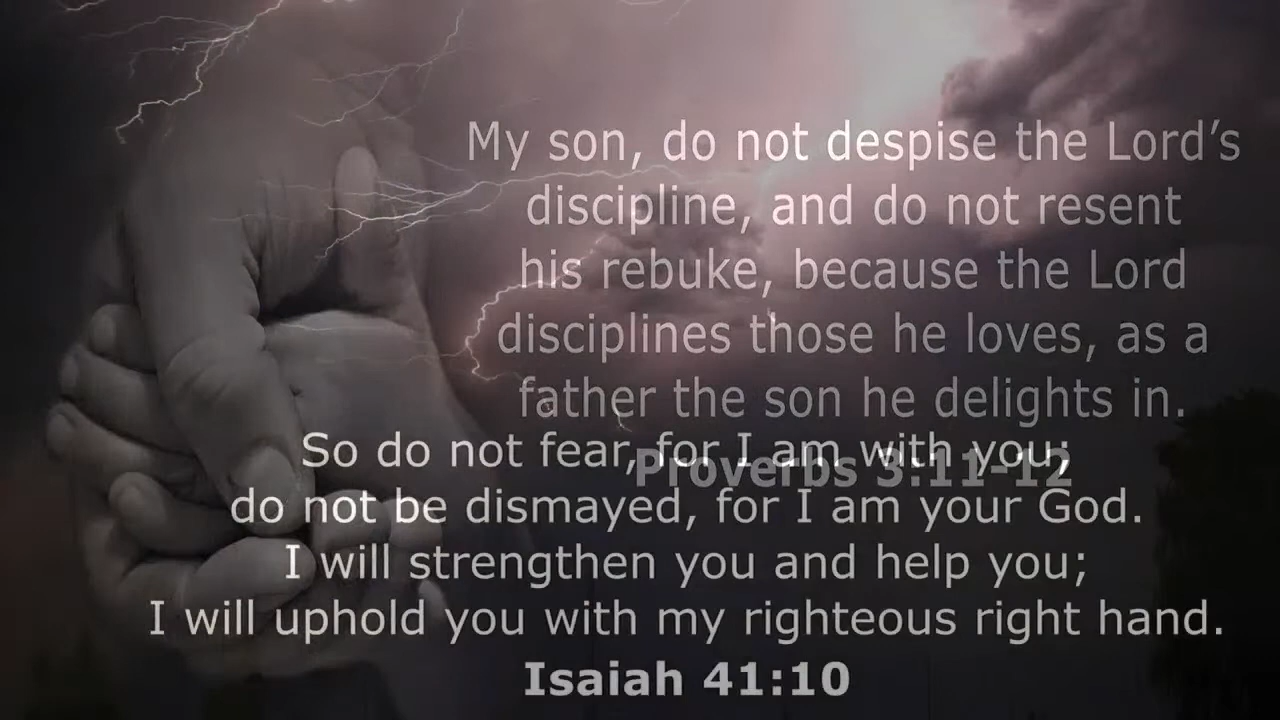 My son, do not despise the Lord’s
discipline, and do not resent
his rebuke, because the Lord
disciplines those he loves, as a
father the son he delights in.
Proverbs 3:11-12
So do not fear, for I am with you;
do not be dismayed, for I am your God.
I will strengthen you and help you;
I will uphold you with my righteous right hand.
Isaiah 41:10